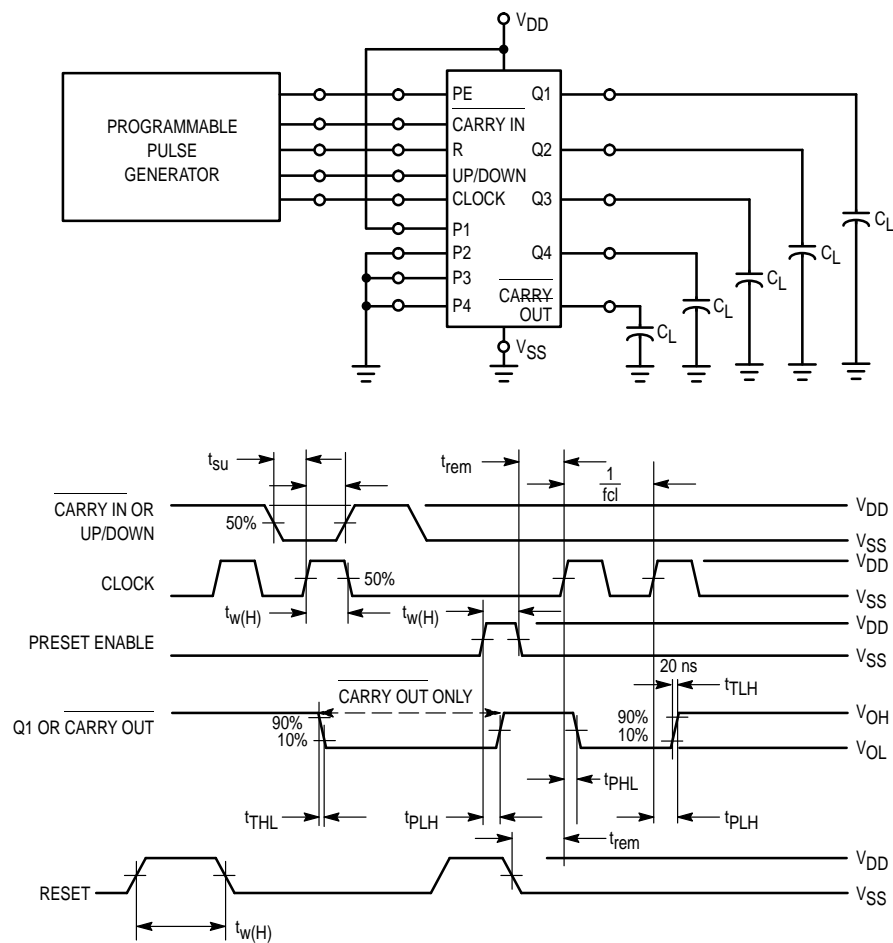 VDD
PROGRAMMABLE
PULSE
GENERATOR
PE
CARRY IN
R
UP/DOWN
CLOCK
P1
P2
P3
P4
Q1
Q2
Q3
Q4
CARRY
OUT
CL
CL
CL
CL
CL
VSS
tsu
trem
1
fcl
CARRY IN OR
UP/DOWN
50%
VDD
VSS
CLOCK
50%
VDD
VSS
tw(H)
tw(H)
PRESET ENABLE
VDD
VSS
20 ns
tTLH
CARRY OUT ONLY
Q1 OR CARRY OUT
90%
10%
90%
10%
VOH
VOL
tPHL
tTHL
tPLH
tPLH
trem
RESET
VDD
VSS
tw(H)